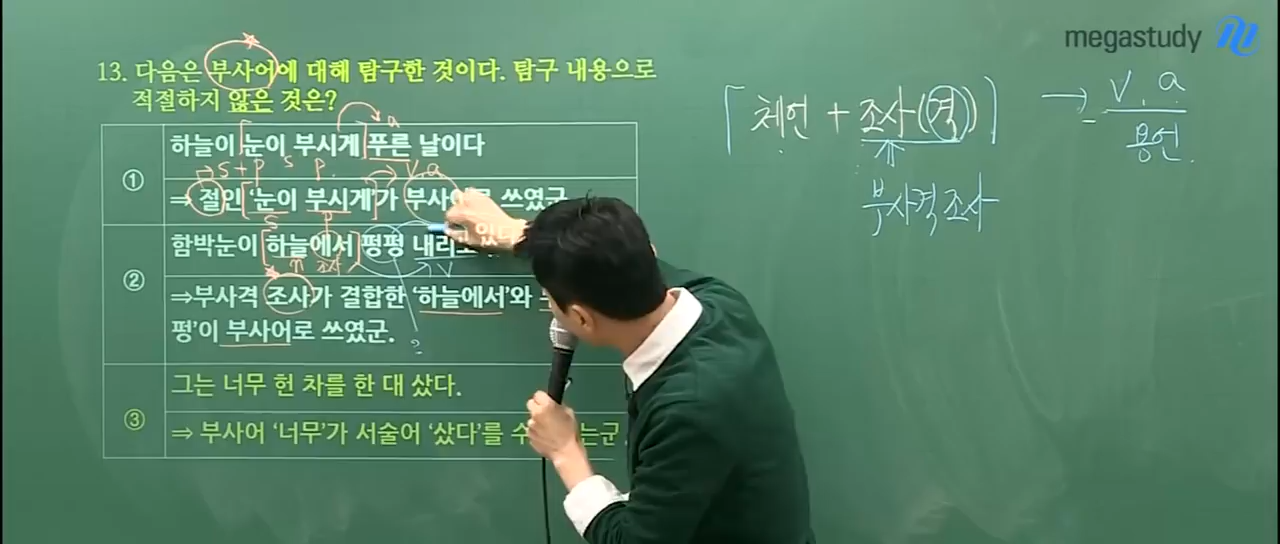 megastudy
13. 다음은 부사어에 대해 탐구한 것이다. 탐구 내용으로
적절하지 않은 것은?
① 하늘이 눈이 부시게 푸른 날이다
⇒ 절인 ‘눈이 부시게’가 부사어로 쓰였군
② 함박눈이 하늘에서 펑펑 내리고 있다
⇒부사격 조사가 결합한 ‘하늘에서’와
펑’이 부사어로 쓰였군.
③ 그는 너무 헌 차를 한 대 샀다.
⇒ 부사어 ‘너무’가 서술어 ‘샀다’를 수 는군
a
S + P S P. V, a
S P
조사 V
?
체언 + 조사(격) → V, a
용언
부사격 조사